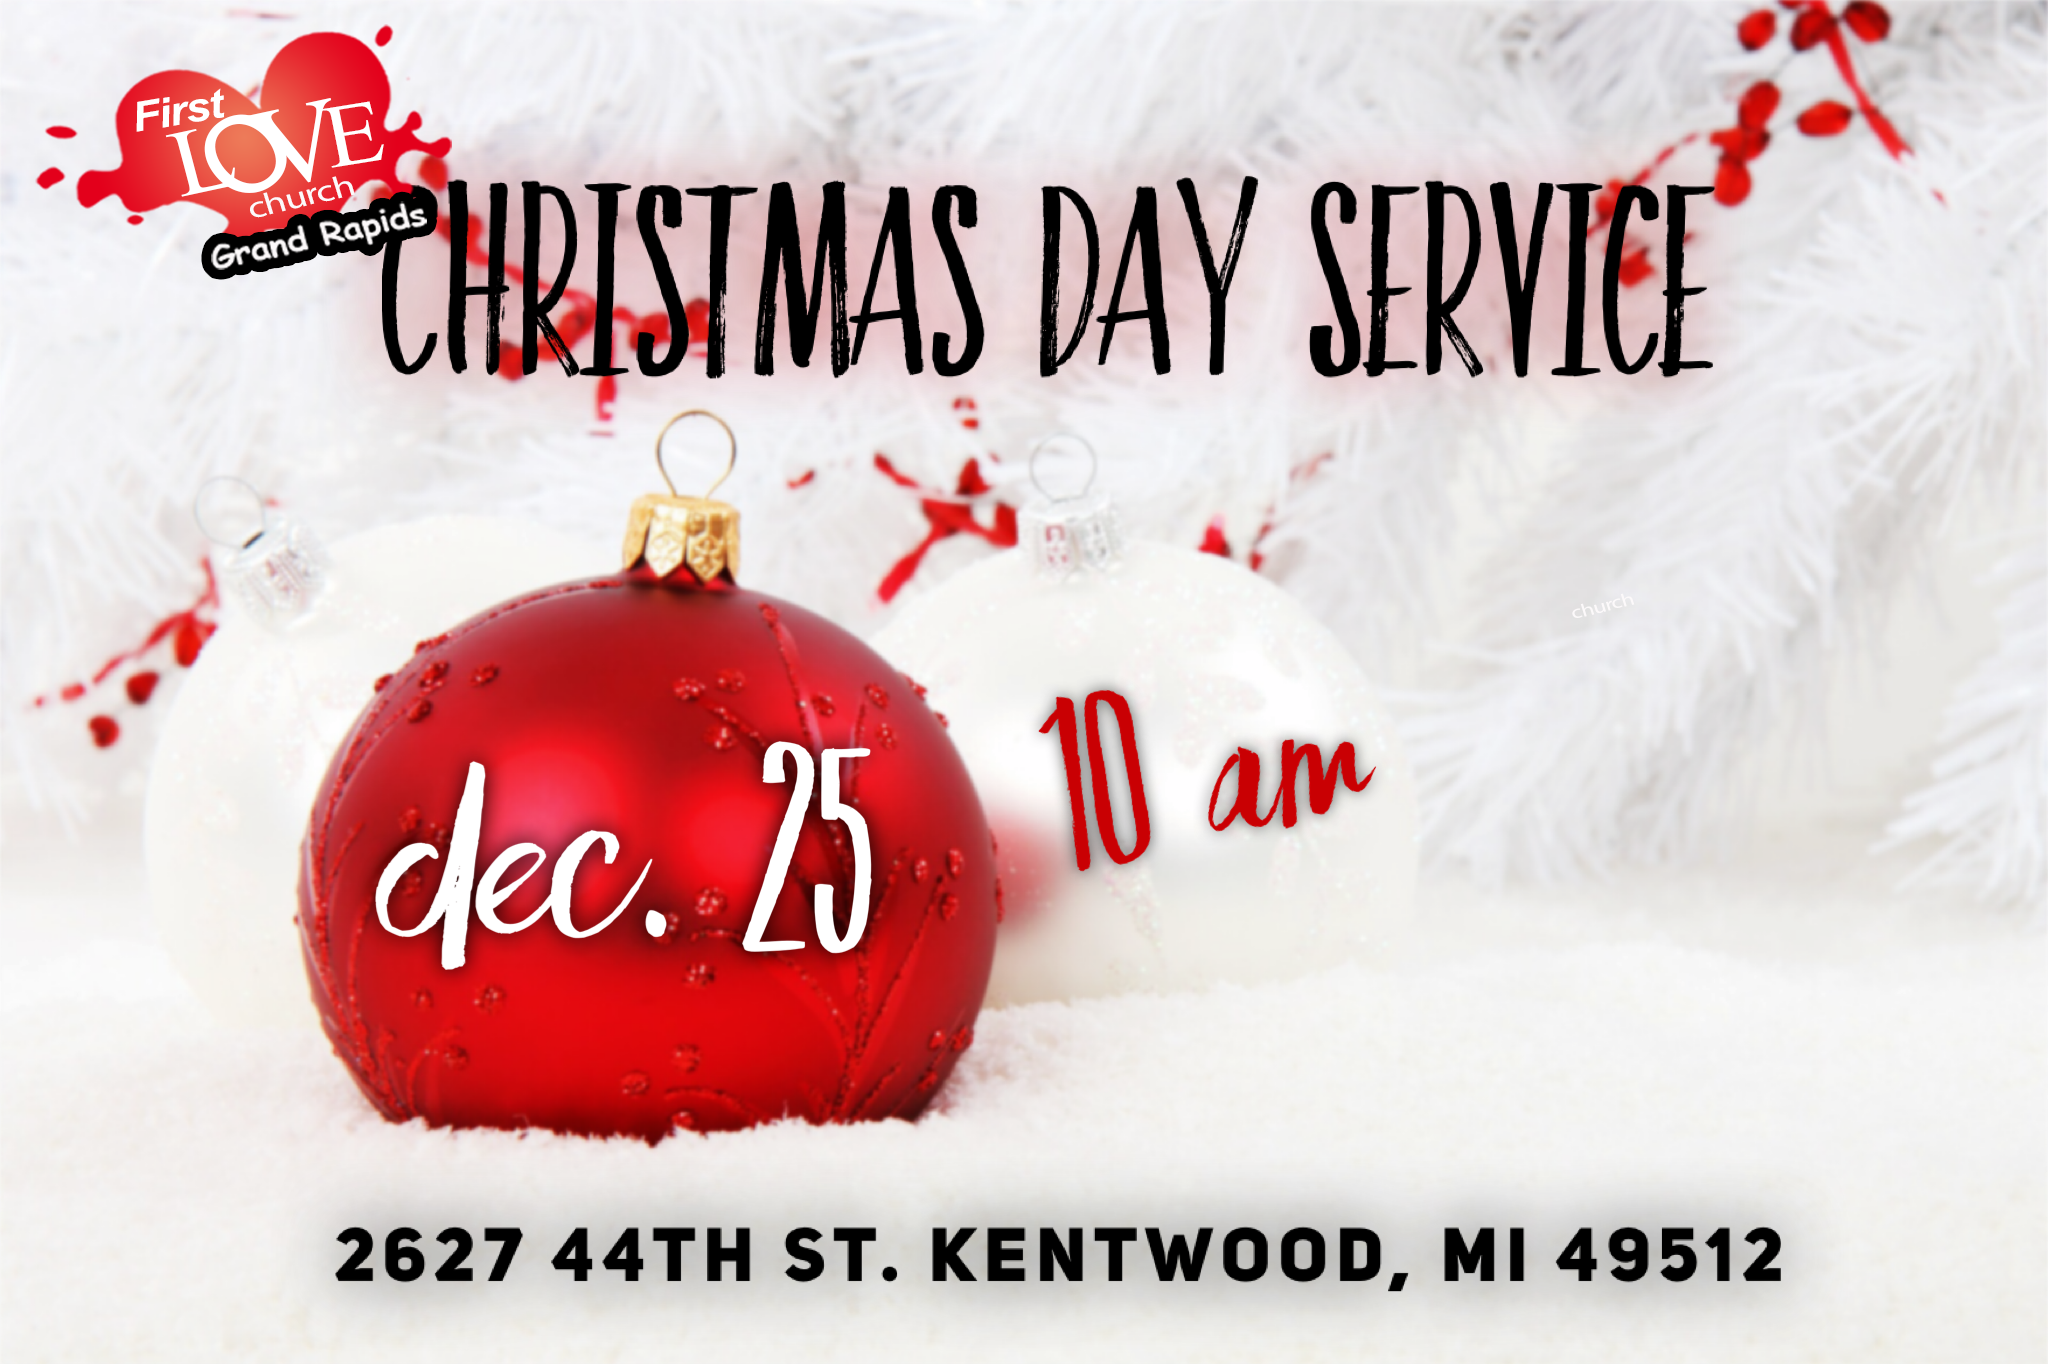 First
LOVE
church
Grand Rapids
CHRISTMAS DAY SERVICE
church
dec. 25
10 am
2627 44TH ST. KENTWOOD, MI 49512